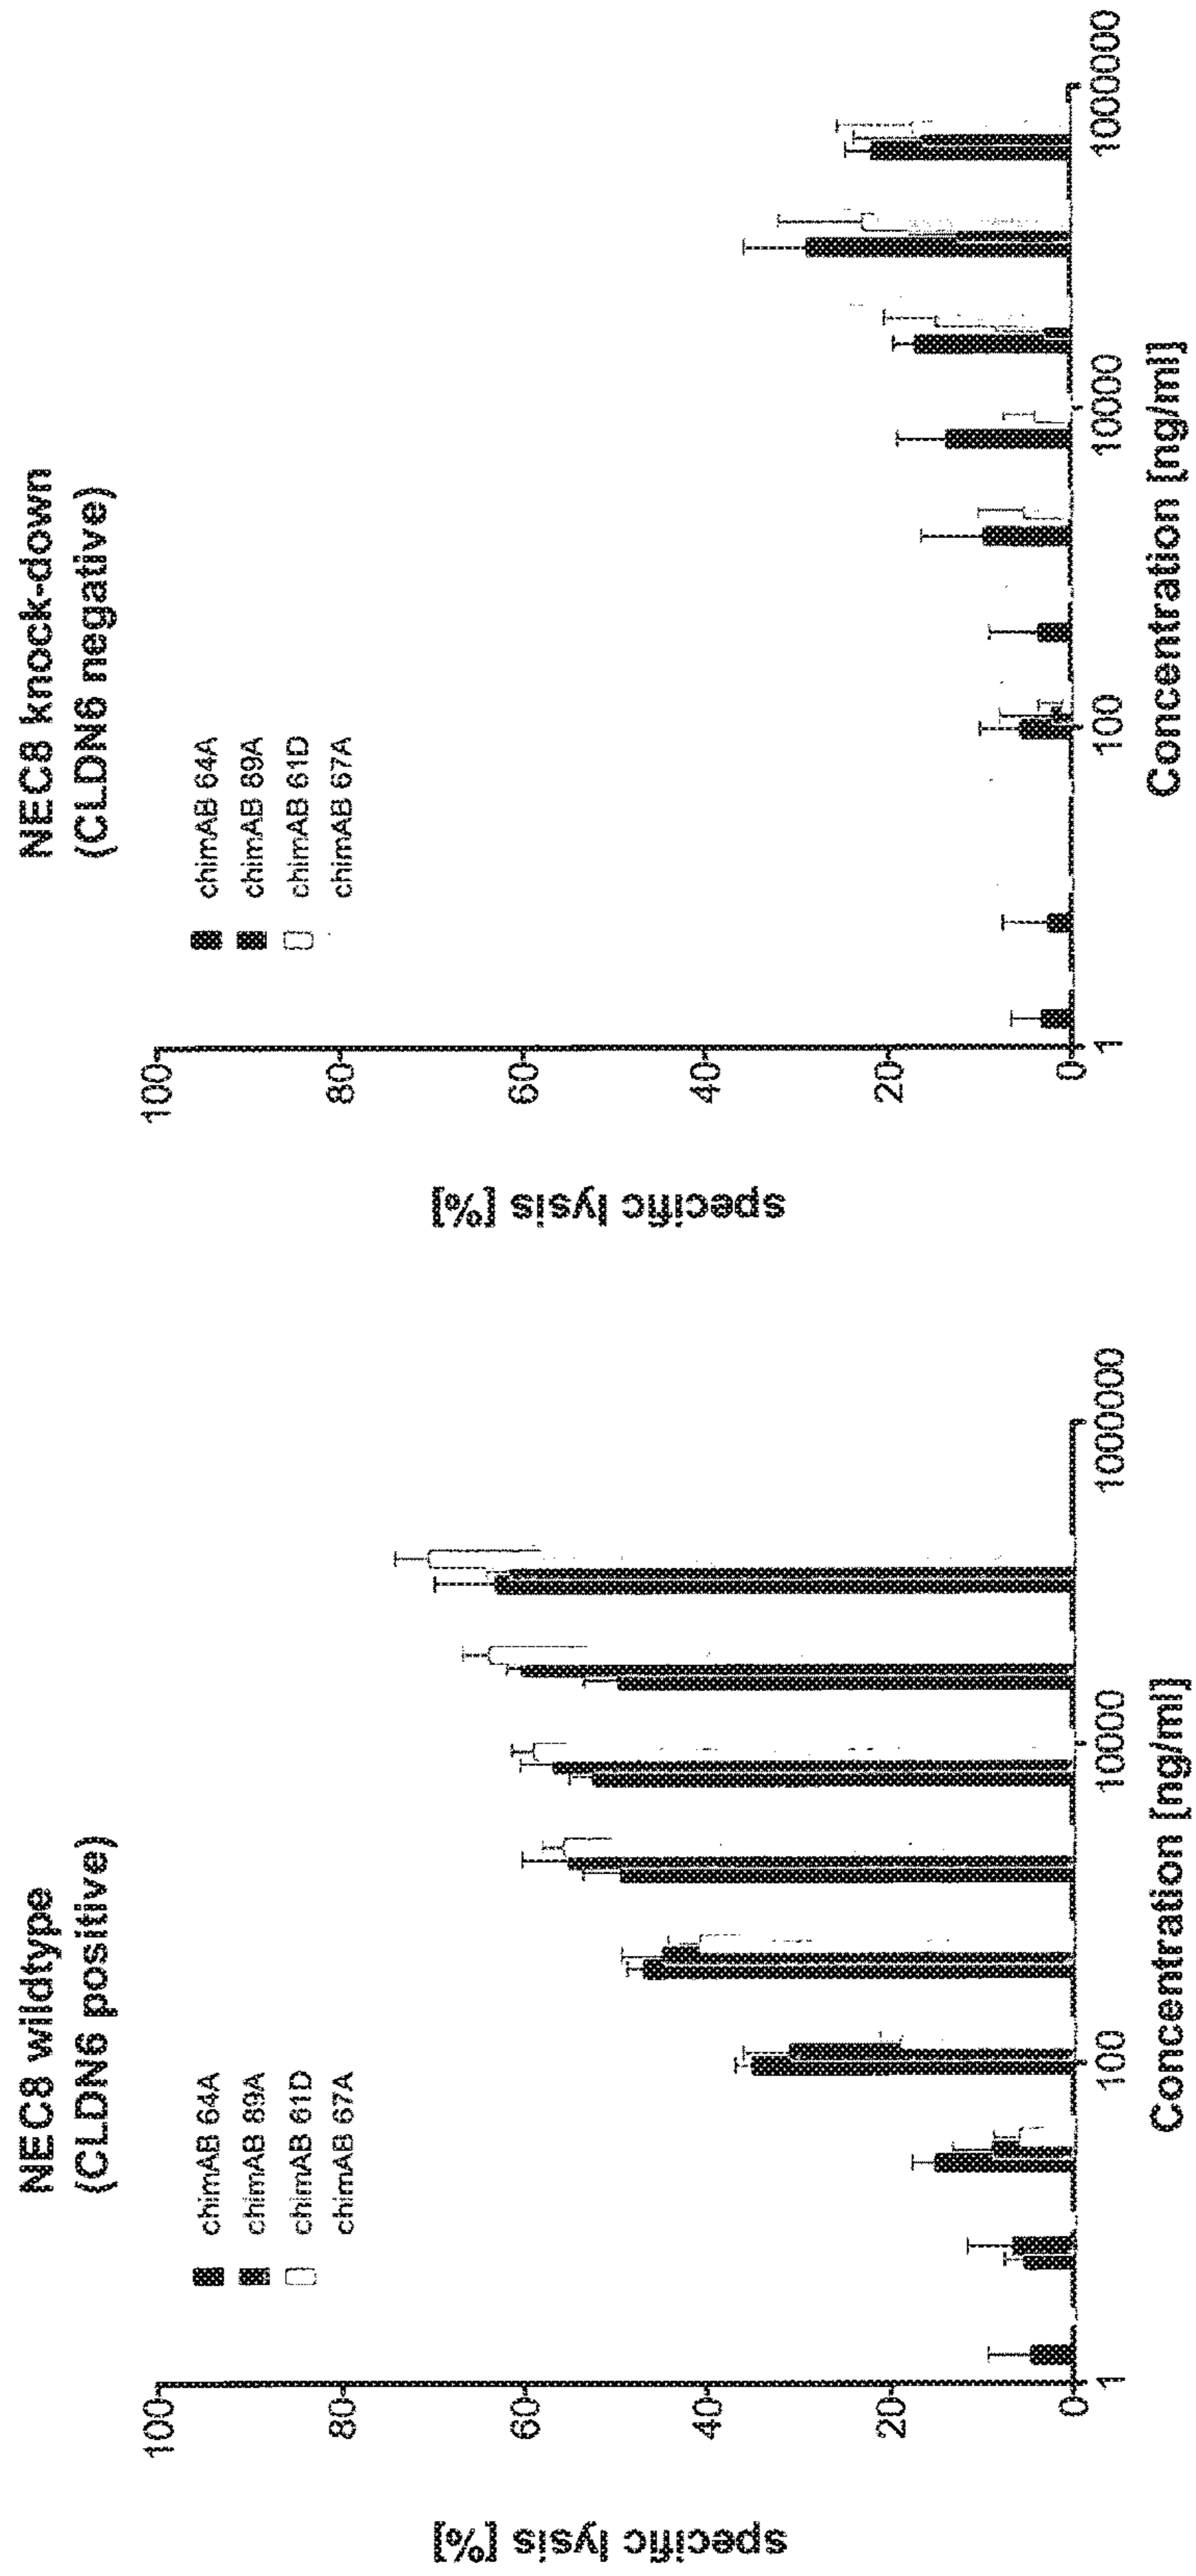 NEC8 wildtype
(CLDN6 positive)
chimAB 64A
chimAB 89A
chimAB 61D
chimAB 67A
specific lysis [%]
100
80
60
40
20
0
1
100
10000
1000000
Concentration [ng/ml]
NEC8 knock-down
(CLDN6 negative)
chimAB 64A
chimAB 89A
chimAB 61D
chimAB 67A
specific lysis [%]
100
80
60
40
20
0
1
100
10000
1000000
Concentration [ng/ml]